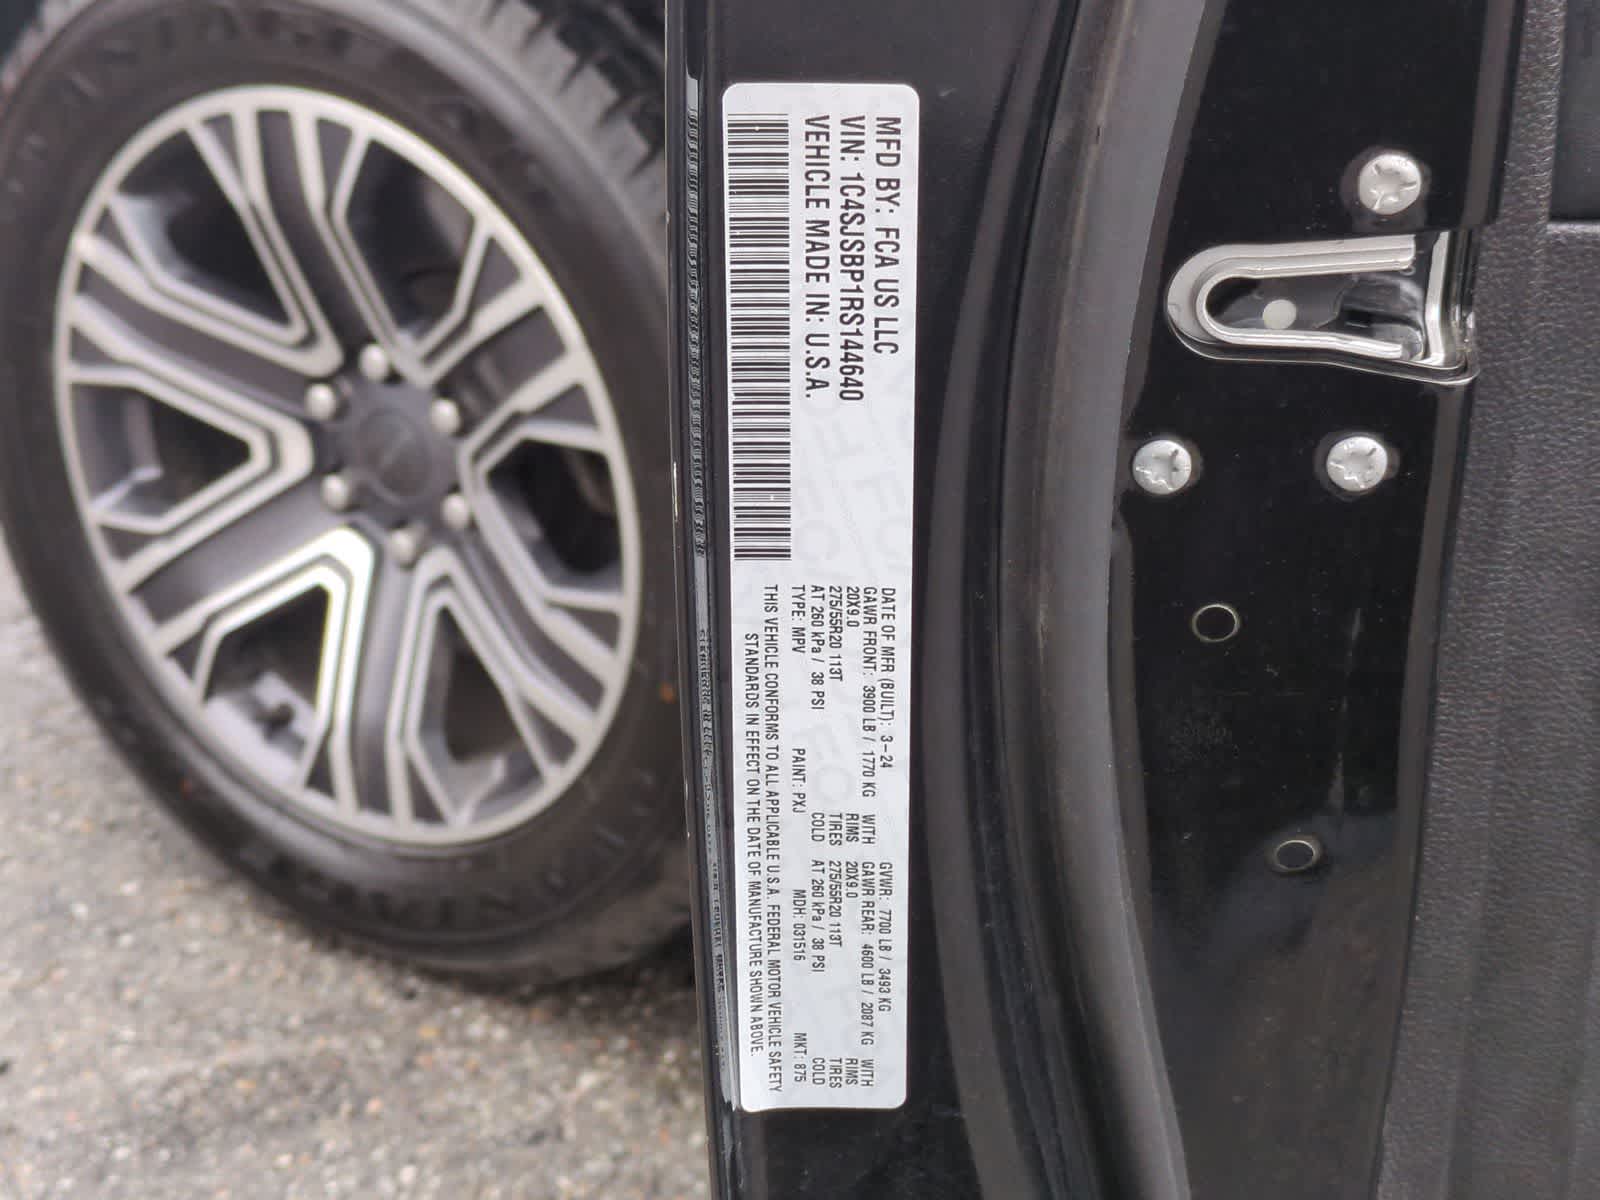 MFD BY: FCA US LLC
VIN: 1C4SJSBP1RS144640
VEHICLE MADE IN: U.S.A.
DATE OF MFR (BUILT): 3-24 GVWR: 7700 LB / 3493 KG
GAWR FRONT: 3900 LB / 1770 KG WITH GAWR REAR: 4600 LB / 2087 KG WITH
20X9.0 RIMS 20X9.0 RIMS
275/55R20 113T TIRES 275/55R20 113T TIRES
AT 260 kPa / 38 PSI COLD AT 260 kPa / 38 PSI COLD
TYPE: MPV PAINT: PXJ MDH: 031516 MKT: 875
THIS VEHICLE CONFORMS TO ALL APPLICABLE U.S.A. FEDERAL MOTOR VEHICLE SAFETY
STANDARDS IN EFFECT ON THE DATE OF MANUFACTURE SHOWN ABOVE.